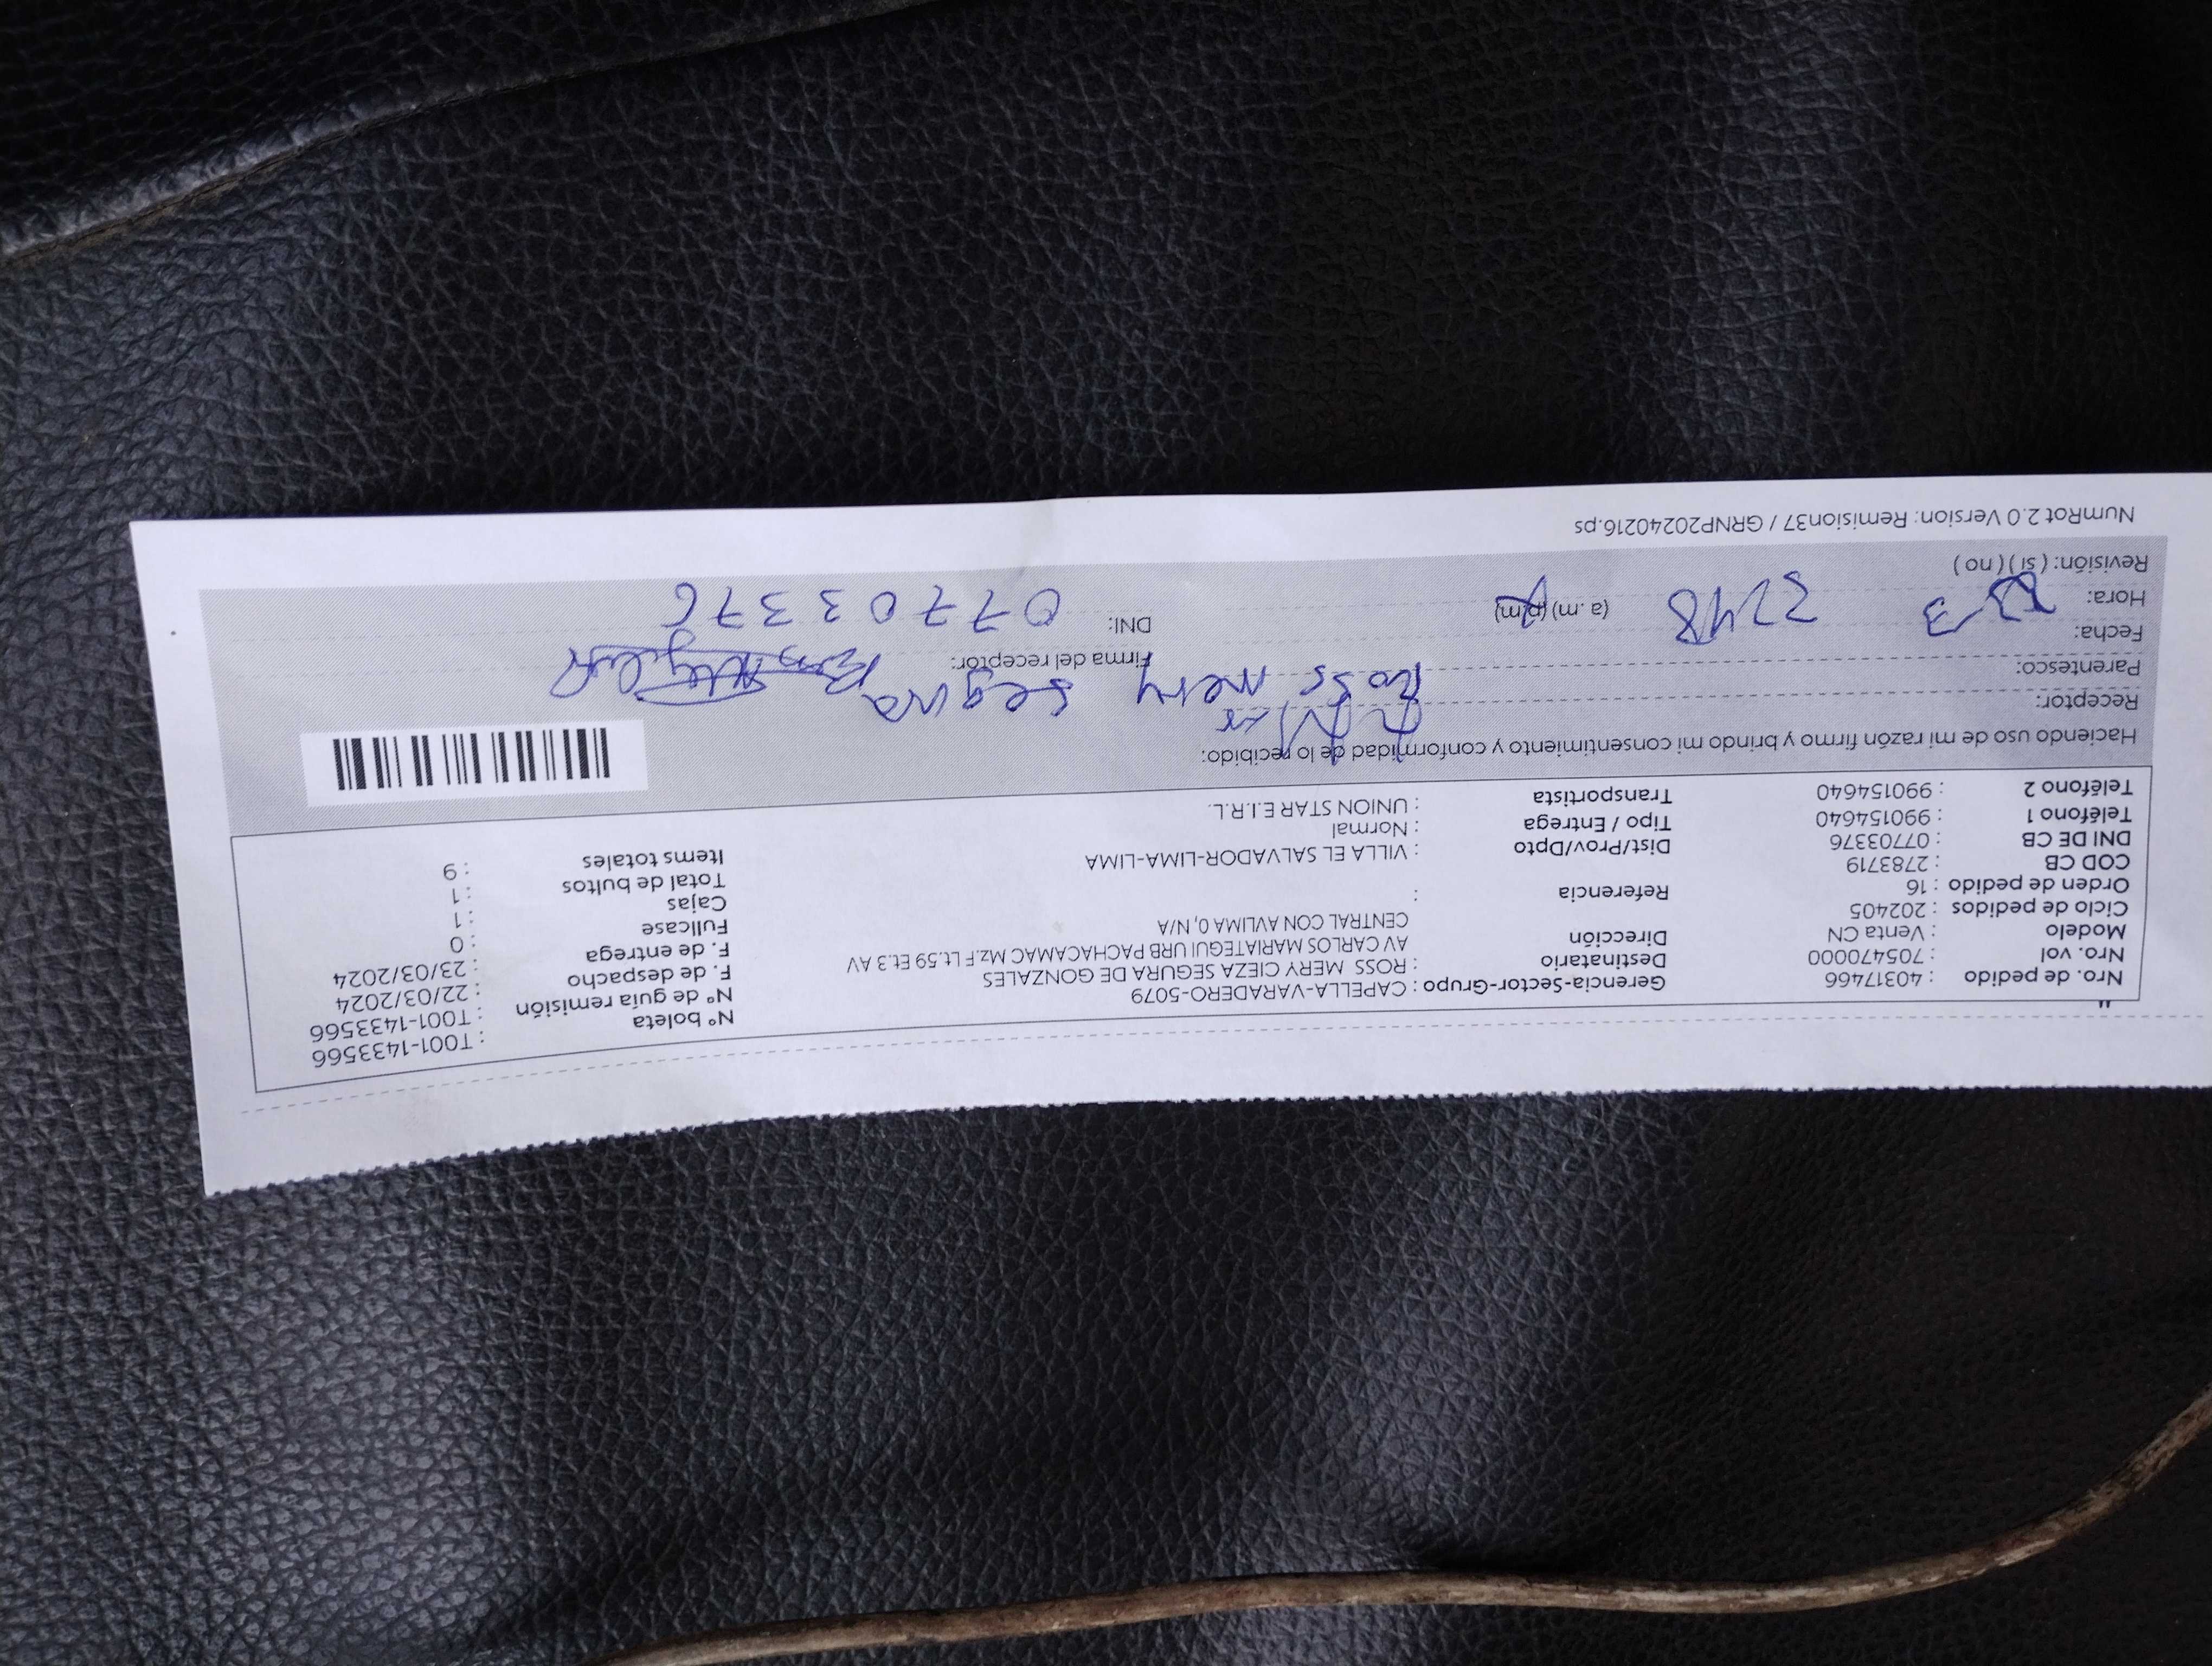 "
Nro. de pedido : 40317466
Nro. vol : 705470000
Modelo : Venta CN
Ciclo de pedidos : 202405
Orden de pedido : 16
COD CB : 2783719
DNI DE CB : 07703376
Teléfono 1 : 990154640
Teléfono 2 : 990154640
Gerencia-Sector-Grupo : CAPELLA-VARADERO-5079
Destinatario : ROSS MERY CIEZA SEGURA DE GONZALES
Dirección AV CARLOS MARIATEGUI URB PACHACAMAC Mz.F Lt.59 Et.3 AV
CENTRAL CON AVLIMA 0, N/A
Referencia :
Dist/Prov/Dpto : VILLA EL SALVADOR-LIMA-LIMA
Tipo / Entrega : Normal
Transportista : UNION STAR E.I.R.L.
N° boleta : T001-1433566
N° de guía remisión : T001-1433566
F. de despacho : 22/03/2024
F. de entrega : 23/03/2024
Fullcase : 0
Cajas : 1
Total de bultos : 1
Items totales : 9
Haciendo uso de mi razón firmo y brindo mi consentimiento y conformidad de lo recibido:
Receptor: Ross mery Segura
Parentesco:
Firma del receptor:
Fecha:
Hora: (a.m) (p.m)
DNI: 07703376
Revisión: ( si ) ( no )
NumRot 2.0 Version: Remision37 / GRNP20240216.ps